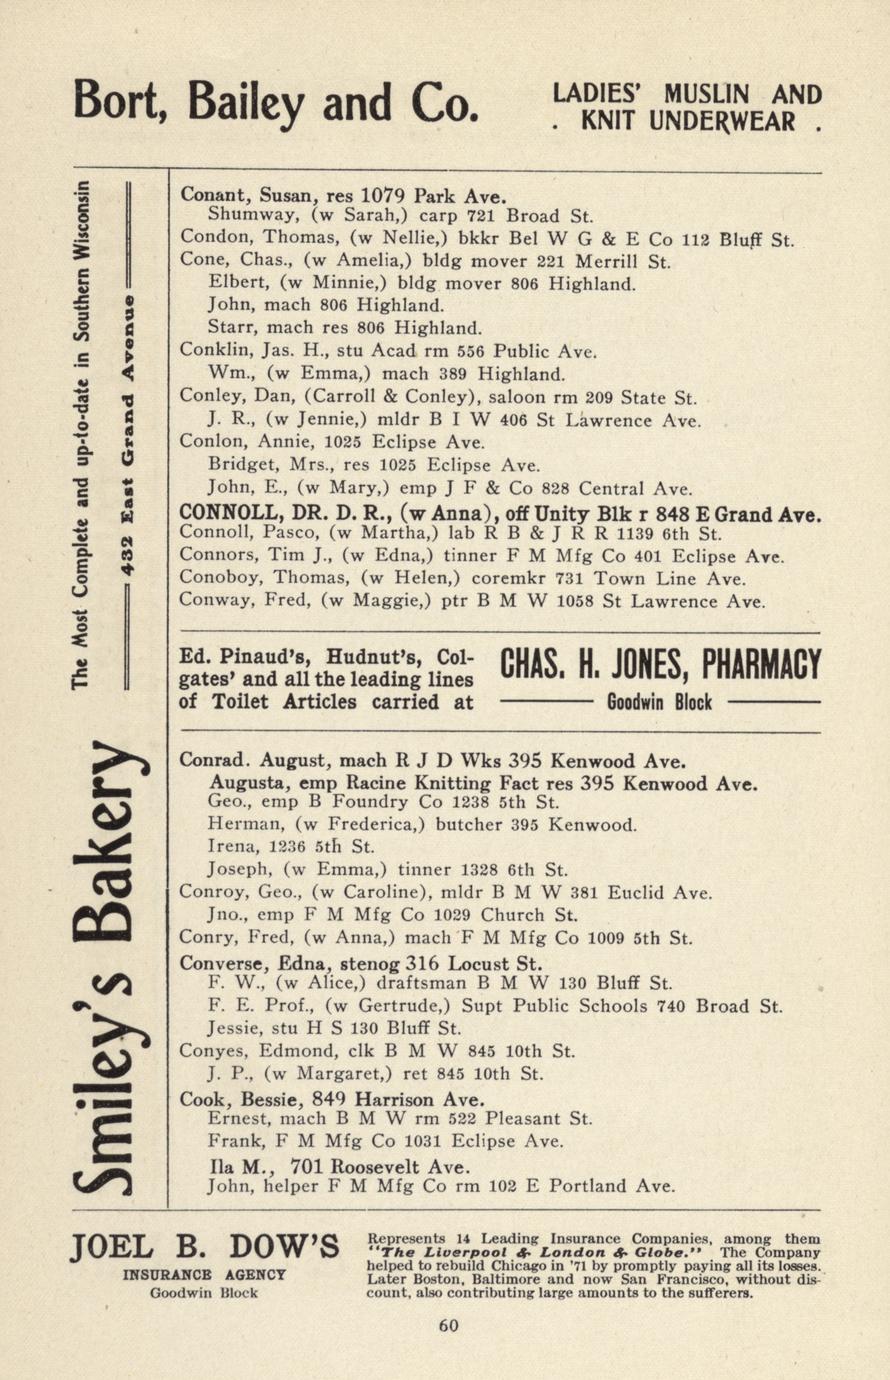 Bort, Bailey and Co.
LADIES' MUSLIN AND
. KNIT UNDERWEAR .
The Most Complete and up-to-date in Southern Wisconsin
432 East Grand Avenue
Smiley's Bakery
Conant, Susan, res 1079 Park Ave.
Shumway, (w Sarah,) carp 721 Broad St.
Condon, Thomas, (w Nellie,) bkkr Bel W G & E Co 112 Bluff St.
Cone, Chas., (w Amelia,) bldg mover 221 Merrill St.
Elbert, (w Minnie,) bldg mover 806 Highland.
John, mach 806 Highland.
Starr, mach res 806 Highland.
Conklin, Jas. H., stu Acad rm 556 Public Ave.
Wm., (w Emma,) mach 389 Highland.
Conley, Dan, (Carroll & Conley), saloon rm 209 State St.
J. R., (w Jennie,) mldr B I W 406 St Lawrence Ave.
Conlon, Annie, 1025 Eclipse Ave.
Bridget, Mrs., res 1025 Eclipse Ave.
John, E., (w Mary,) emp J F & Co 828 Central Ave.
CONNOLL, DR. D. R., (w Anna), off Unity Blk r 848 E Grand Ave.
Connoll, Pasco, (w Martha,) lab R B & J R R 1139 6th St.
Connors, Tim J., (w Edna,) tinner F M Mfg Co 401 Eclipse Ave.
Conoboy, Thomas, (w Helen,) coremkr 731 Town Line Ave.
Conway, Fred, (w Maggie,) ptr B M W 1058 St Lawrence Ave.
Ed. Pinaud's, Hudnut's, Col-
gates' and all the leading lines
of Toilet Articles carried at
CHAS. H. JONES, PHARMACY
Goodwin Block
Conrad. August, mach R J D Wks 395 Kenwood Ave.
Augusta, emp Racine Knitting Fact res 395 Kenwood Ave.
Geo., emp B Foundry Co 1238 5th St.
Herman, (w Frederica,) butcher 395 Kenwood.
Irena, 1236 5th St.
Joseph, (w Emma,) tinner 1328 6th St.
Conroy, Geo., (w Caroline), mldr B M W 381 Euclid Ave.
Jno., emp F M Mfg Co 1029 Church St.
Conry, Fred, (w Anna,) mach F M Mfg Co 1009 5th St.
Converse, Edna, stenog 316 Locust St.
F. W., (w Alice,) draftsman B M W 130 Bluff St.
F. E. Prof., (w Gertrude,) Supt Public Schools 740 Broad St.
Jessie, stu H S 130 Bluff St.
Conyes, Edmond, clk B M W 845 10th St.
J. P., (w Margaret,) ret 845 10th St.
Cook, Bessie, 849 Harrison Ave.
Ernest, mach B M W rm 522 Pleasant St.
Frank, F M Mfg Co 1031 Eclipse Ave.
Ila M., 701 Roosevelt Ave.
John, helper F M Mfg Co rm 102 E Portland Ave.
JOEL B. DOW'S
INSURANCE AGENCY
Goodwin Block
Represents 14 Leading Insurance Companies, among them
"The Liverpool & London & Globe." The Company
helped to rebuild Chicago in '71 by promptly paying all its losses.
Later Boston, Baltimore and now San Francisco, without dis-
count, also contributing large amounts to the sufferers.
60